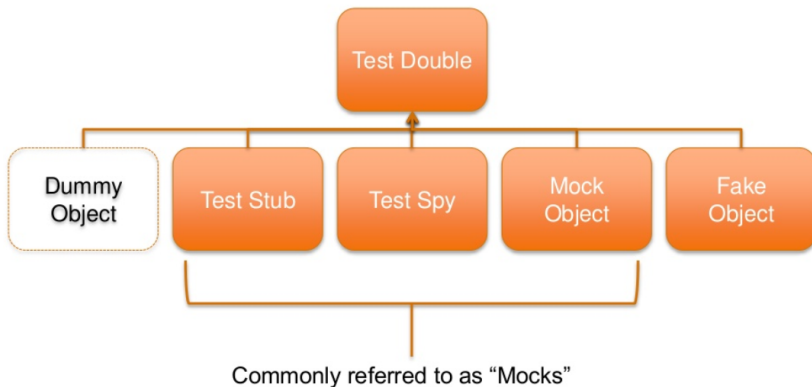 Test Double
Dummy
Object
Test Stub
Test Spy
Mock
Object
Fake
Object
Commonly referred to as “Mocks”